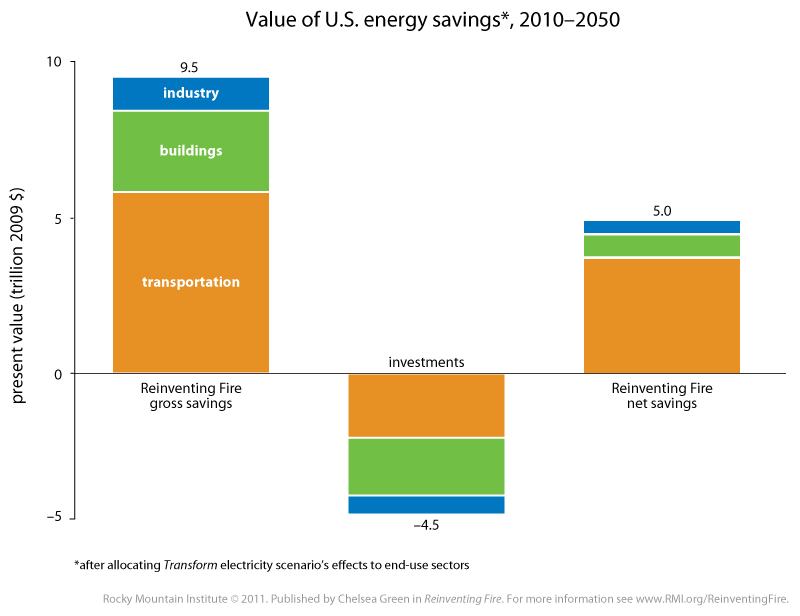 Value of U.S. energy savings*, 2010–2050
present value (trillion 2009 $)
10
5
0
–5
9.5
industry
buildings
transportation
Reinventing Fire
gross savings
investments
–4.5
5.0
Reinventing Fire
net savings
*after allocating Transform electricity scenario's effects to end-use sectors
Rocky Mountain Institute © 2011. Published by Chelsea Green in Reinventing Fire. For more information see www.RMI.org/ReinventingFire.